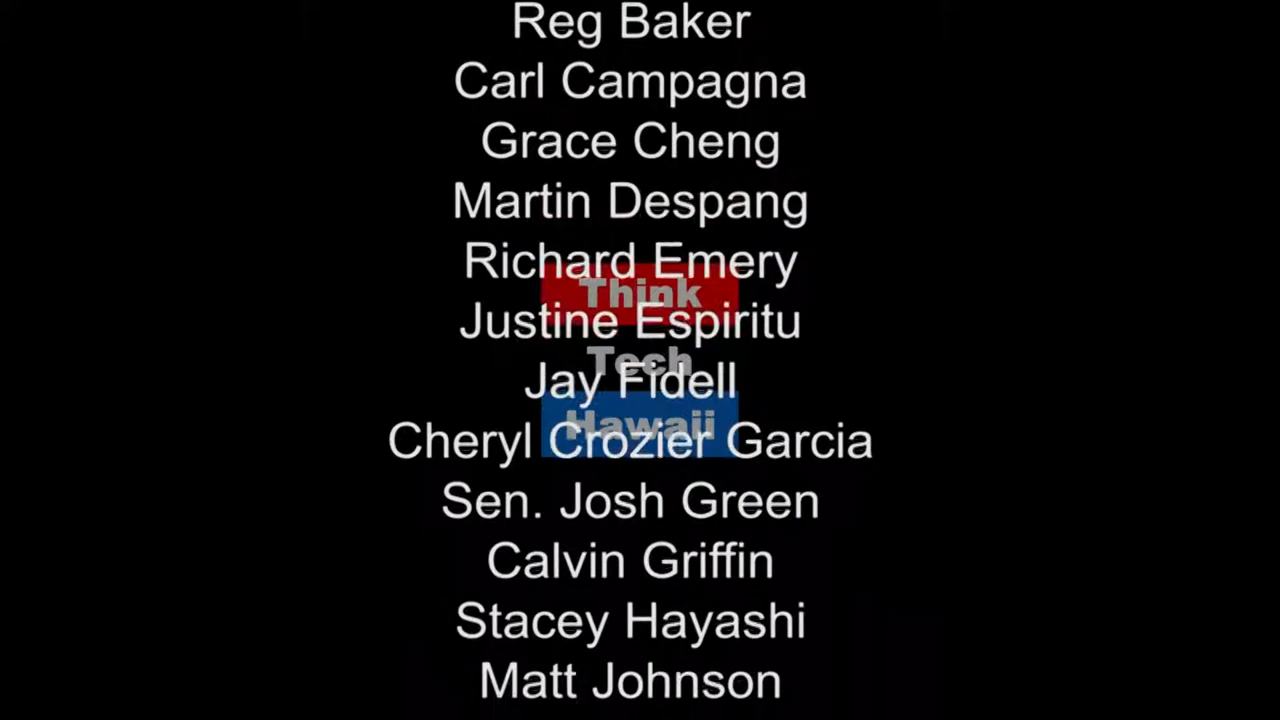 Reg Baker
Carl Campagna
Grace Cheng
Martin Despang
Richard Emery
Think
Justine Espiritu
Tech
Jay Fidell
Hawaii
Cheryl Crozier Garcia
Sen. Josh Green
Calvin Griffin
Stacey Hayashi
Matt Johnson